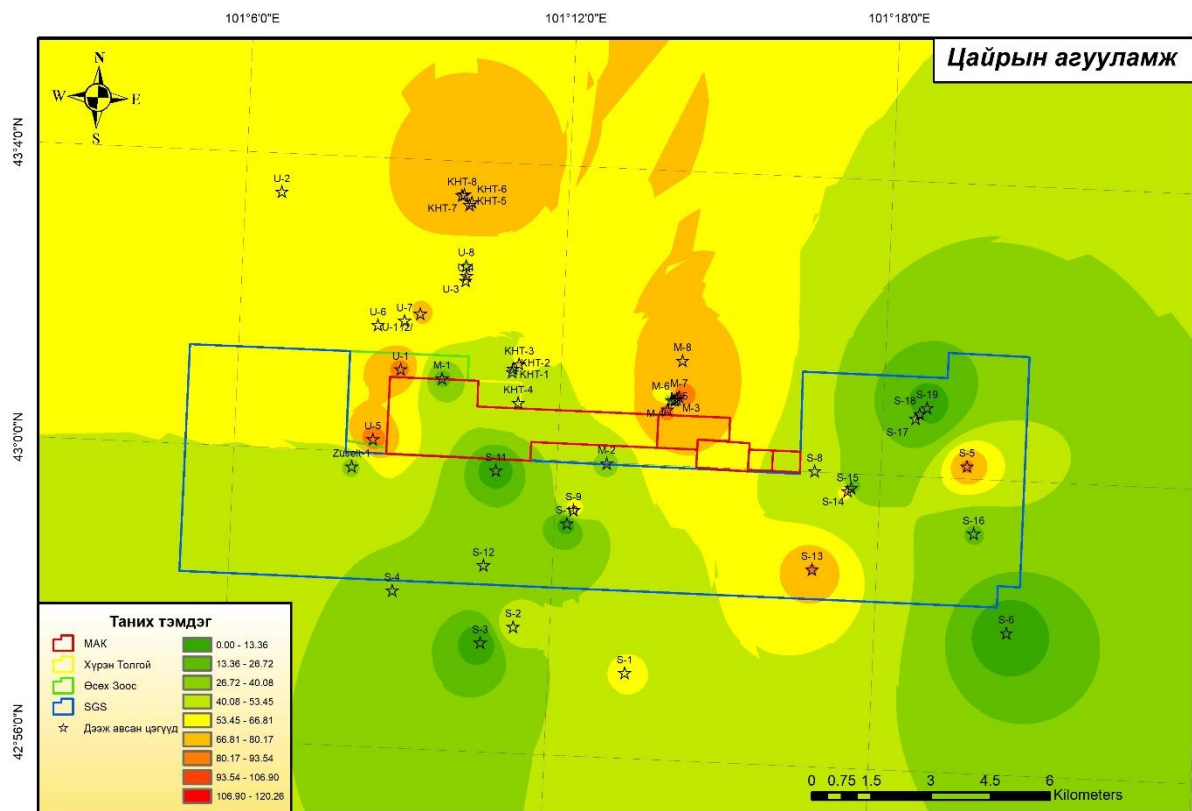 101°6'0"E
101°12'0"E
101°18'0"E
Цайрын агууламж
N
W
E
S
43°4'0"N
43°0'0"N
42°56'0"N
U-2
KHT-8
KHT-6
KHT-7
KHT-5
U-8
U-3
U-6
U-7
U-1 /2/
U-1
M-1
KHT-3
KHT-2
KHT-1
KHT-4
M-8
M-6
M-7
M-3
U-5
Zuselt-1
S-11
M-2
S-8
S-18
S-19
S-17
S-5
S-15
S-14
S-9
S-16
S-12
S-13
S-4
S-2
S-3
S-6
S-1
Таних тэмдэг
МАК
Хүрэн Толгой
Өсөх Зоос
SGS
Дээж авсан цэгүүд
0.00 - 13.36
13.36 - 26.72
26.72 - 40.08
40.08 - 53.45
53.45 - 66.81
66.81 - 80.17
80.17 - 93.54
93.54 - 106.90
106.90 - 120.26
0 0.75 1.5 3 4.5 6
Kilometers